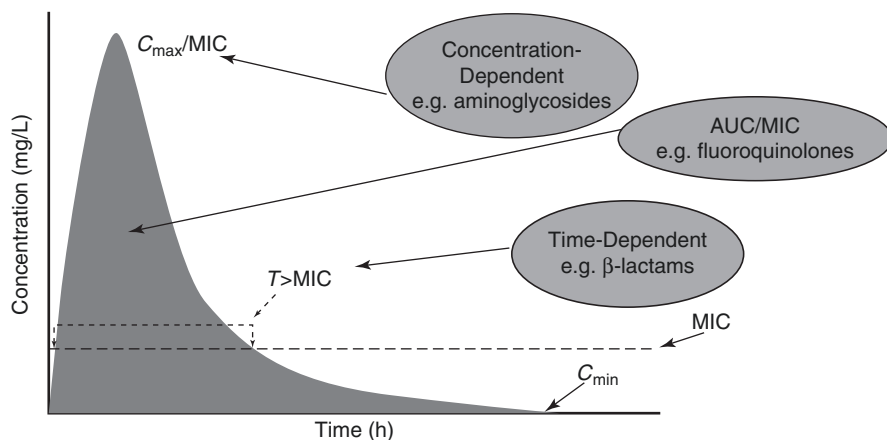 Concentration (mg/L)
Cmax/MIC
Concentration-
Dependent
e.g. aminoglycosides
AUC/MIC
e.g. fluoroquinolones
Time-Dependent
e.g. β-lactams
T>MIC
MIC
Cmin
Time (h)